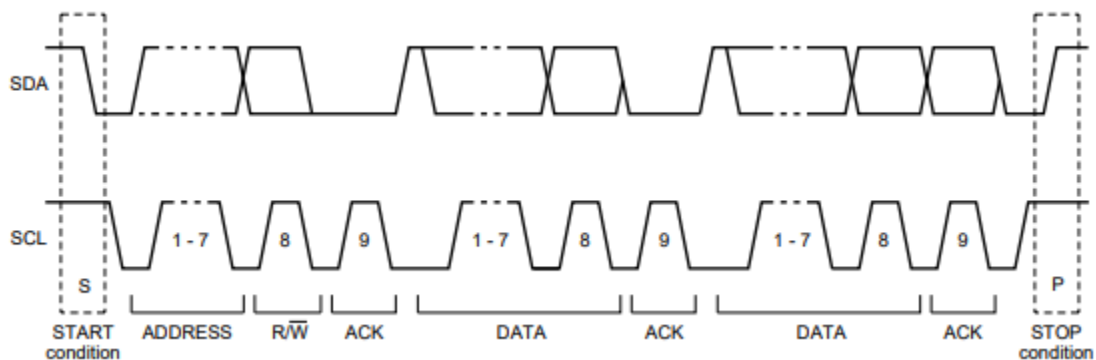 SDA
SCL
1 - 7
8
9
1 - 7
8
9
1 - 7
8
9
S
P
START
condition
ADDRESS
R/W̅
ACK
DATA
ACK
DATA
ACK
STOP
condition